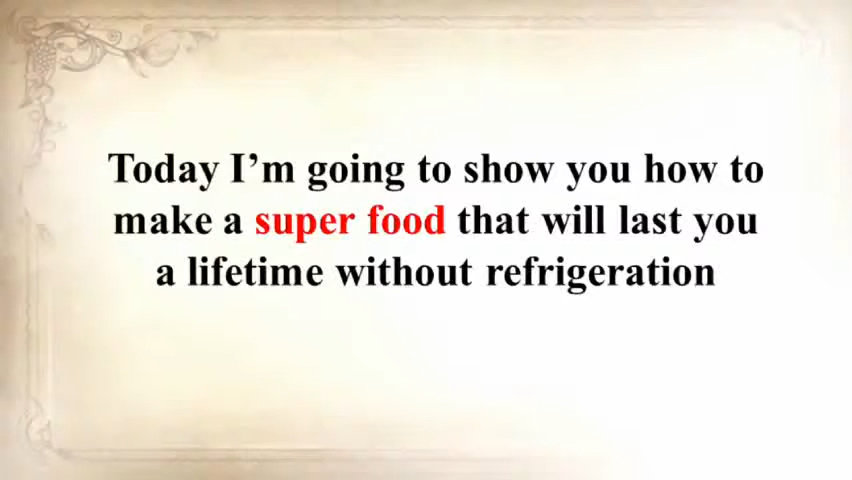 Today I’m going to show you how to
make a super food that will last you
a lifetime without refrigeration